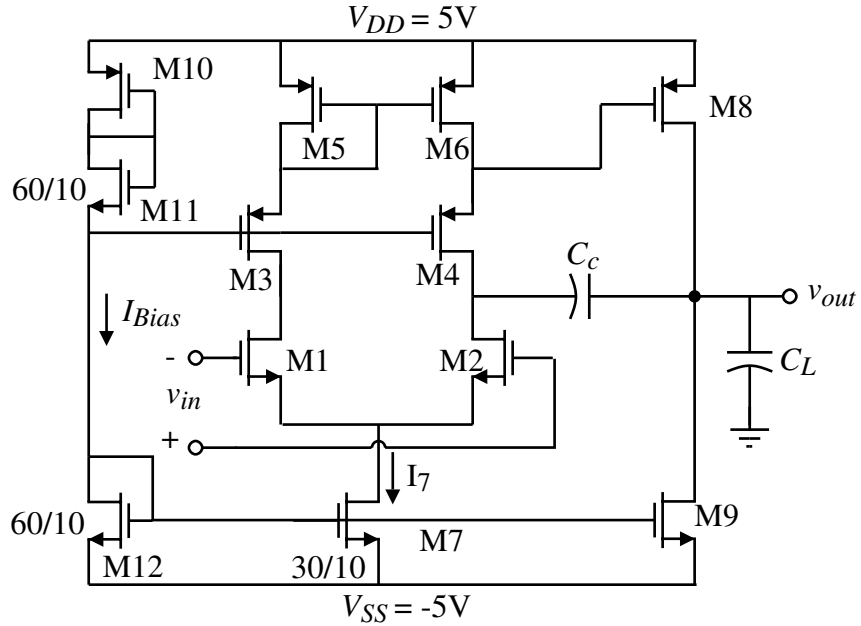 V_DD = 5V
M10
M5
M6
M8
60/10
M11
M3
M4
C_c
v_out
I_Bias
-
M1
M2
C_L
v_in
+
I_7
60/10
M12
M7
M9
30/10
V_SS = -5V